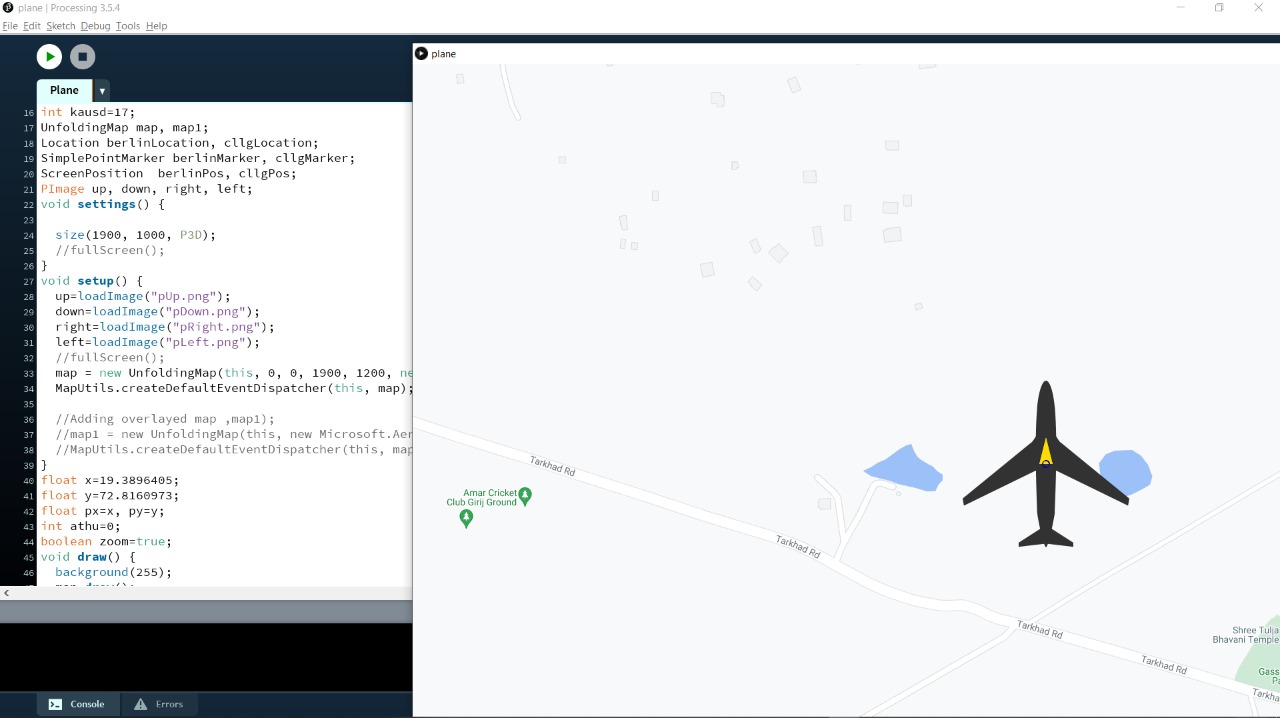 plane | Processing 3.5.4
File Edit Sketch Debug Tools Help
plane
Plane
16 int kausd=17;
17 UnfoldingMap map, map1;
18 Location berlinLocation, cllgLocation;
19 SimplePointMarker berlinMarker, cllgMarker;
20 ScreenPosition  berlinPos, cllgPos;
21 PImage up, down, right, left;
22 void settings() {
23
24   size(1900, 1000, P3D);
25   //fullScreen();
26 }
27 void setup() {
28   up=loadImage("pUp.png");
29   down=loadImage("pDown.png");
30   right=loadImage("pRight.png");
31   left=loadImage("pLeft.png");
32   //fullScreen();
33   map = new UnfoldingMap(this, 0, 0, 1900, 1200, ne
34   MapUtils.createDefaultEventDispatcher(this, map);
35
36   //Adding overlayed map ,map1);
37   //map1 = new UnfoldingMap(this, new Microsoft.Aer
38   //MapUtils.createDefaultEventDispatcher(this, map
39 }
40 float x=19.3896405;
41 float y=72.8160973;
42 float px=x, py=y;
43 int athu=0;
44 boolean zoom=true;
45 void draw() {
46   background(255);
Console
Errors
Tarkhad Rd
Amar Cricket
Club Girij Ground
Tarkhad Rd
Tarkhad Rd
Shree Tulja
Bhavani Temple
Tarkhad Rd
Gass
Tarkha